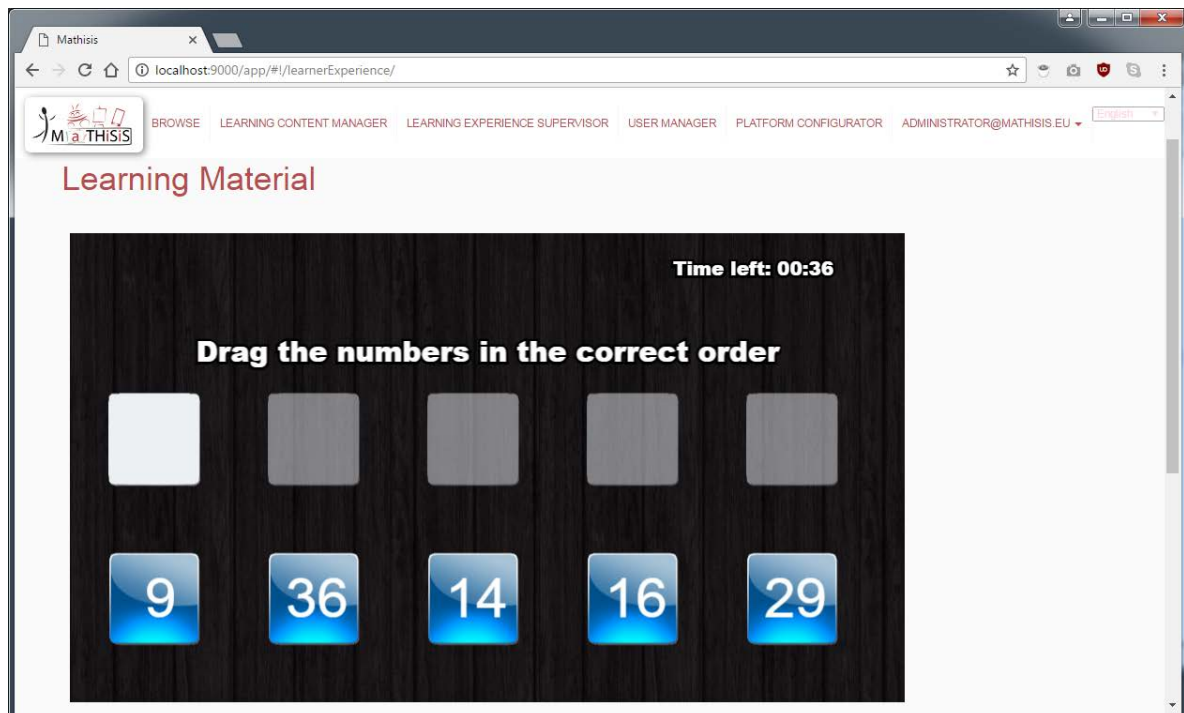 Mathisis
localhost:9000/app/#!/learnerExperience/
MaTHiSiS BROWSE LEARNING CONTENT MANAGER LEARNING EXPERIENCE SUPERVISOR USER MANAGER PLATFORM CONFIGURATOR ADMINISTRATOR@MATHISIS.EU English
Learning Material
Time left: 00:36
Drag the numbers in the correct order
9 36 14 16 29